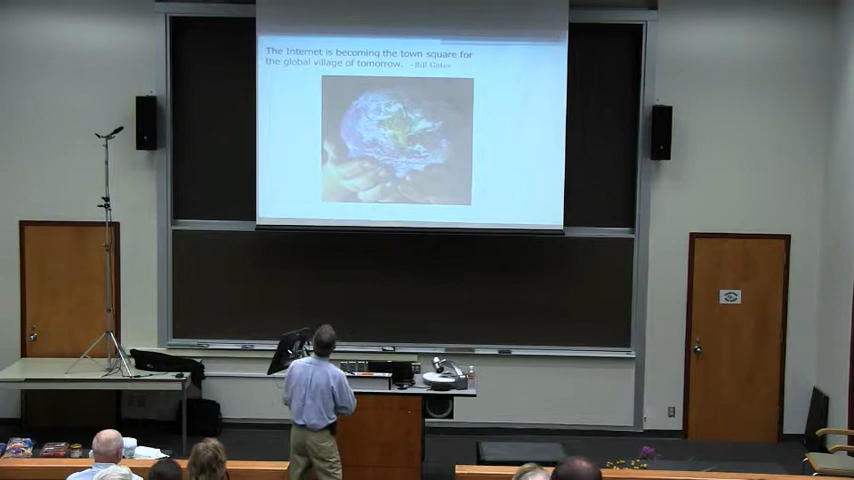 The Internet is becoming the town square for
the global village of tomorrow. –Bill Gates